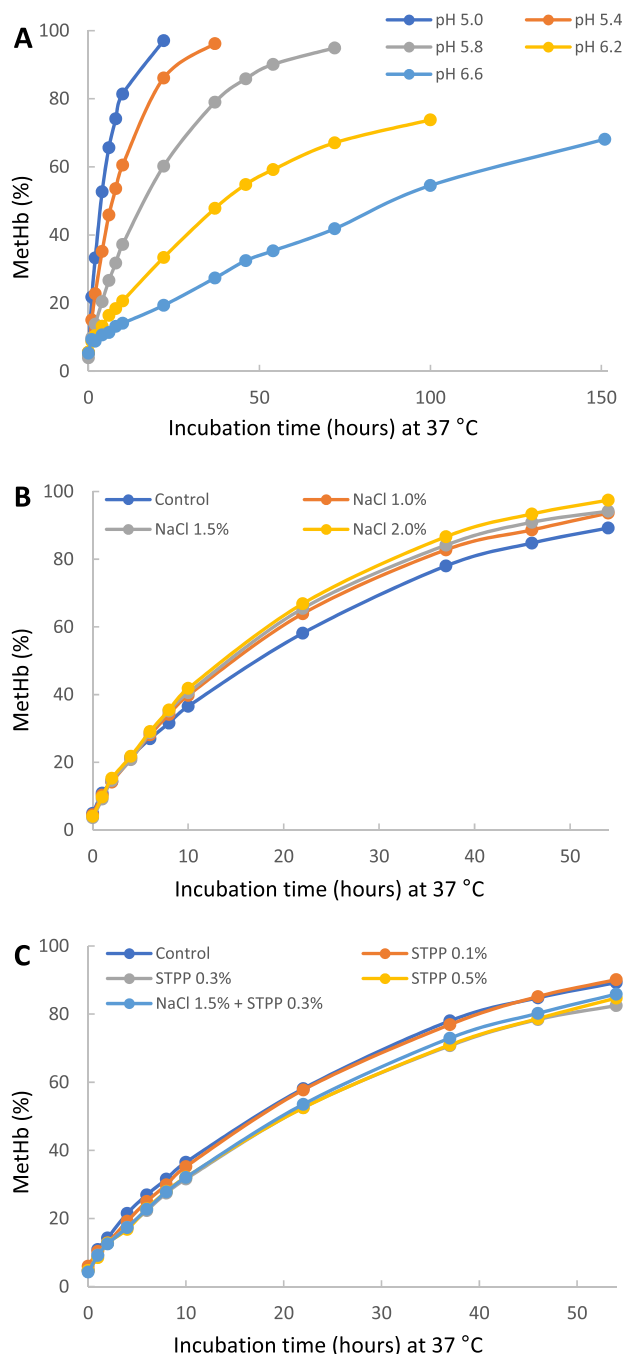 A
pH 5.0
pH 5.4
pH 5.8
pH 6.2
pH 6.6
MetHb (%)
100
80
60
40
20
0
0 50 100 150
Incubation time (hours) at 37 °C
B
Control
NaCl 1.0%
NaCl 1.5%
NaCl 2.0%
MetHb (%)
100
80
60
40
20
0
0 10 20 30 40 50
Incubation time (hours) at 37 °C
C
Control
STPP 0.1%
STPP 0.3%
STPP 0.5%
NaCl 1.5% + STPP 0.3%
MetHb (%)
100
80
60
40
20
0
0 10 20 30 40 50
Incubation time (hours) at 37 °C